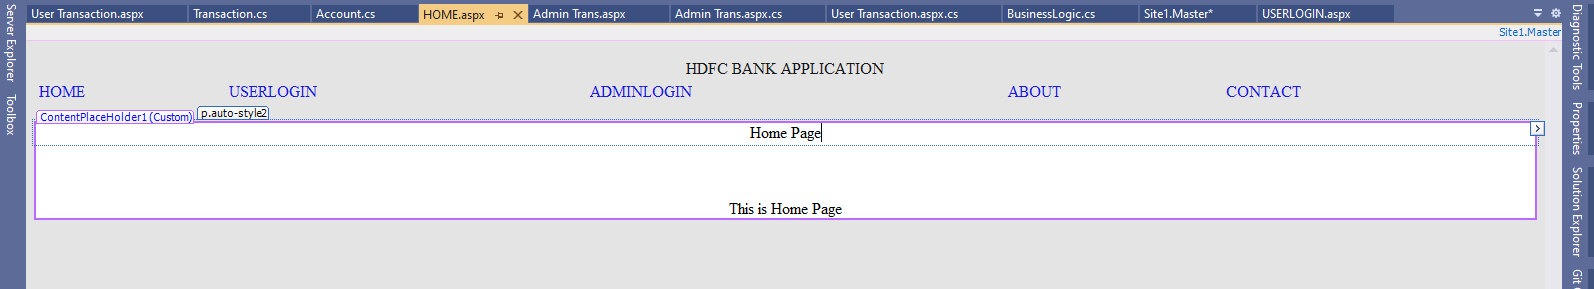 User Transaction.aspx Transaction.cs Account.cs HOME.aspx Admin Trans.aspx Admin Trans.aspx.cs User Transaction.aspx.cs BusinessLogic.cs Site1.Master* USERLOGIN.aspx
Site1.Master
Server Explorer
Toolbox
HDFC BANK APPLICATION
HOME USERLOGIN ADMINLOGIN ABOUT CONTACT
ContentPlaceHolder1 (Custom) p.auto-style2
Home Page
This is Home Page
Diagnostic Tools
Properties
Solution Explorer
Git